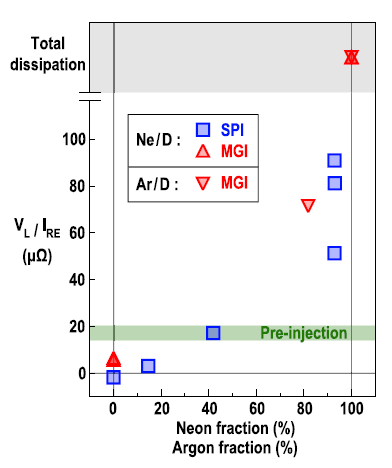 Total
dissipation
Ne/D :
SPI
MGI
Ar/D :
MGI
100
80
60
40
20
0
V_L / I_RE
(μΩ)
Pre-injection
0 20 40 60 80 100
Neon fraction (%)
Argon fraction (%)